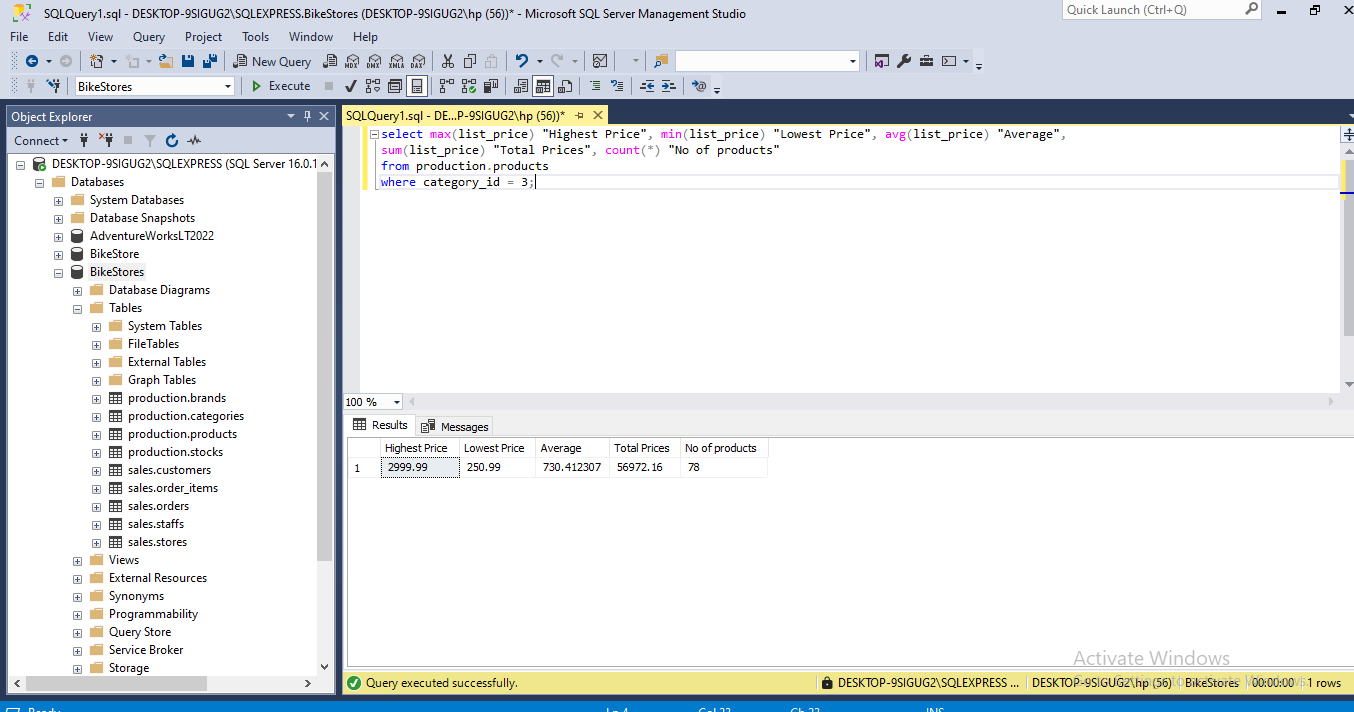 SQLQuery1.sql - DESKTOP-9SIGUG2\SQLEXPRESS.BikeStores (DESKTOP-9SIGUG2\hp (56))* - Microsoft SQL Server Management Studio
Quick Launch (Ctrl+Q)
File Edit View Query Project Tools Window Help
New Query MDX DMX XMLA DAX
BikeStores Execute
Object Explorer
SQLQuery1.sql - DE...P-9SIGUG2\hp (56))*
Connect
DESKTOP-9SIGUG2\SQLEXPRESS (SQL Server 16.0.1
Databases
System Databases
Database Snapshots
AdventureWorksLT2022
BikeStore
BikeStores
Database Diagrams
Tables
System Tables
FileTables
External Tables
Graph Tables
production.brands
production.categories
production.products
production.stocks
sales.customers
sales.order_items
sales.orders
sales.staffs
sales.stores
Views
External Resources
Synonyms
Programmability
Query Store
Service Broker
Storage
select max(list_price) "Highest Price", min(list_price) "Lowest Price", avg(list_price) "Average",
sum(list_price) "Total Prices", count(*) "No of products"
from production.products
where category_id = 3;
100 %
Results Messages
Highest Price Lowest Price Average Total Prices No of products
1 2999.99 250.99 730.412307 56972.16 78
Activate Windows
Query executed successfully. DESKTOP-9SIGUG2\SQLEXPRESS ... DESKTOP-9SIGUG2\hp (56) BikeStores 00:00:00 1 rows